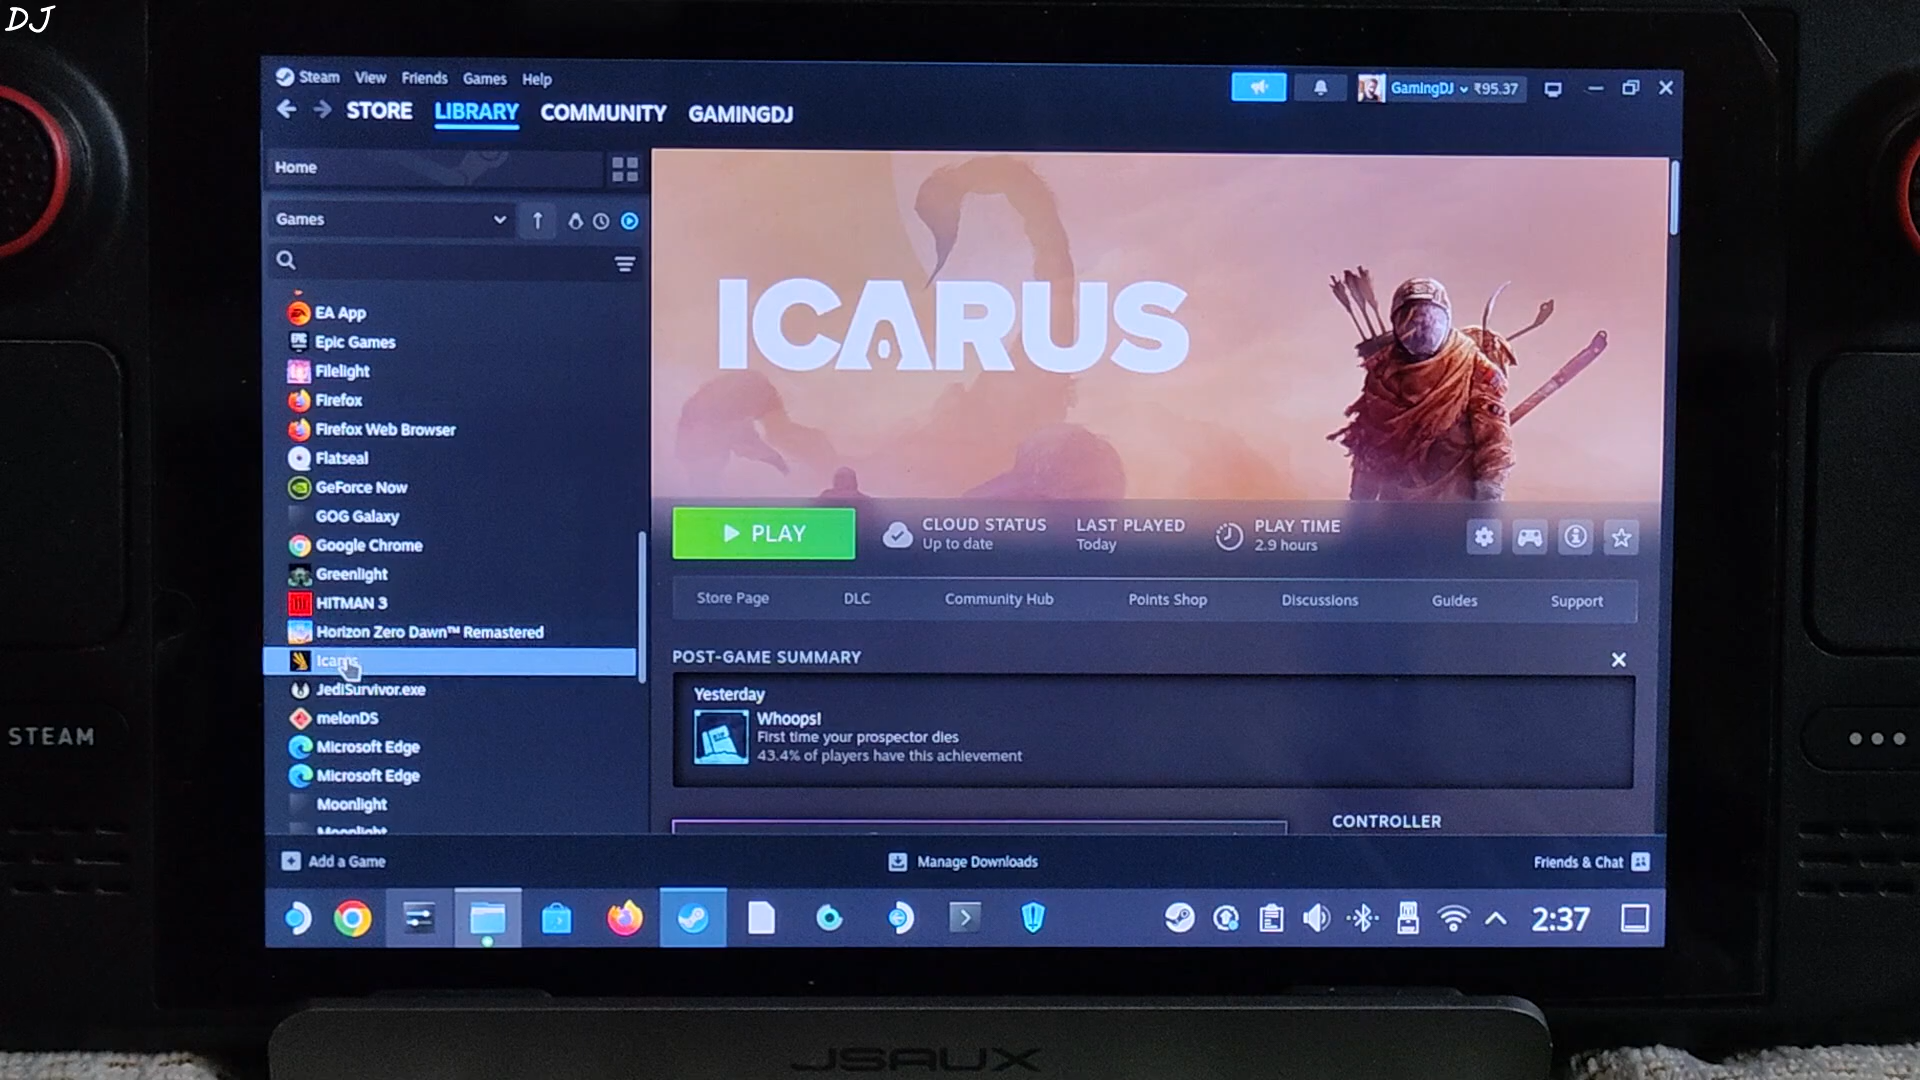 DJ
Steam View Friends Games Help
GamingDJ ₹95.37
STORE LIBRARY COMMUNITY GAMINGDJ
Home
Games
EA App
Epic Games
Filelight
Firefox
Firefox Web Browser
Flatseal
GeForce Now
GOG Galaxy
Google Chrome
Greenlight
HITMAN 3
Horizon Zero Dawn™ Remastered
Icarus
JediSurvivor.exe
melonDS
Microsoft Edge
Microsoft Edge
Moonlight
Moonlight
ICARUS
PLAY
CLOUD STATUS
Up to date
LAST PLAYED
Today
PLAY TIME
2.9 hours
Store Page DLC Community Hub Points Shop Discussions Guides Support
POST-GAME SUMMARY
Yesterday
Whoops!
First time your prospector dies
43.4% of players have this achievement
CONTROLLER
Add a Game
Manage Downloads
Friends & Chat
2:37
STEAM
JSAUX